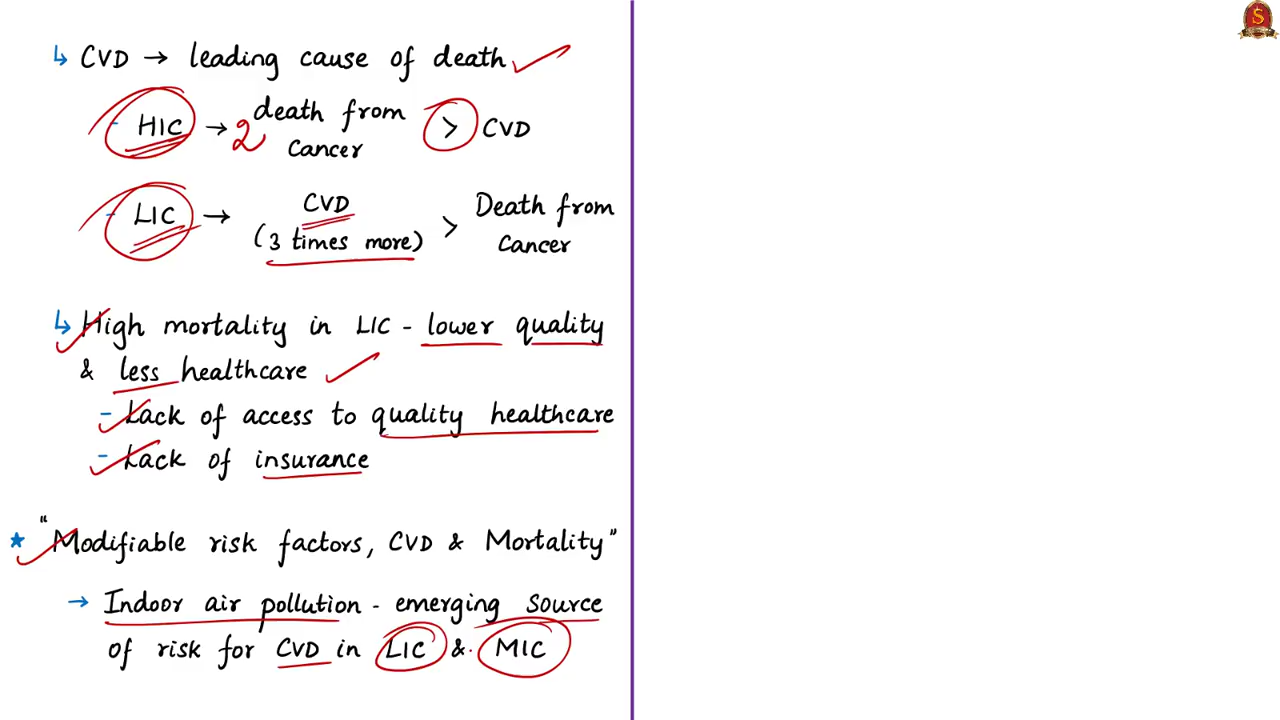 ↳ CVD → leading cause of death ✓
- HIC → 2 death from Cancer > CVD
- LIC → CVD (3 times more) > Death from Cancer
↳ High mortality in LIC - lower quality
& less healthcare ✓
- Lack of access to quality healthcare
- Lack of insurance
★ "Modifiable risk factors, CVD & Mortality"
→ Indoor air pollution - emerging source
of risk for CVD in LIC & MIC
S